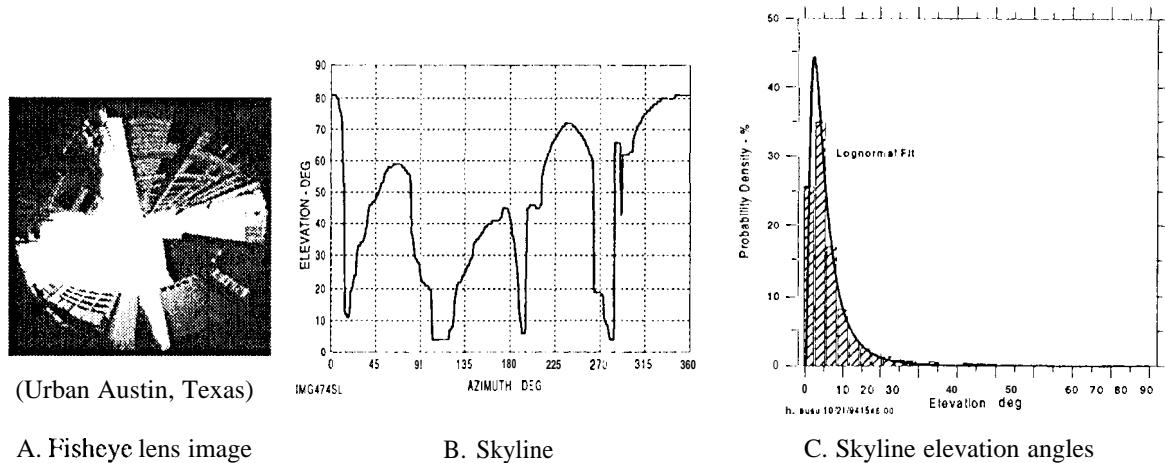 (Urban Austin, Texas)
A. Fisheye lens image
90
80
70
60
50
40
30
20
10
0
ELEVATION - DEG
0 45 90 135 180 225 270 315 360
IMG474SL
AZIMUTH DEG
B. Skyline
50
40
30
20
10
0
Probability Density - %
Lognormal Fit
0 10 20 30 40 50 60 70 80 90
Elevation deg
C. Skyline elevation angles